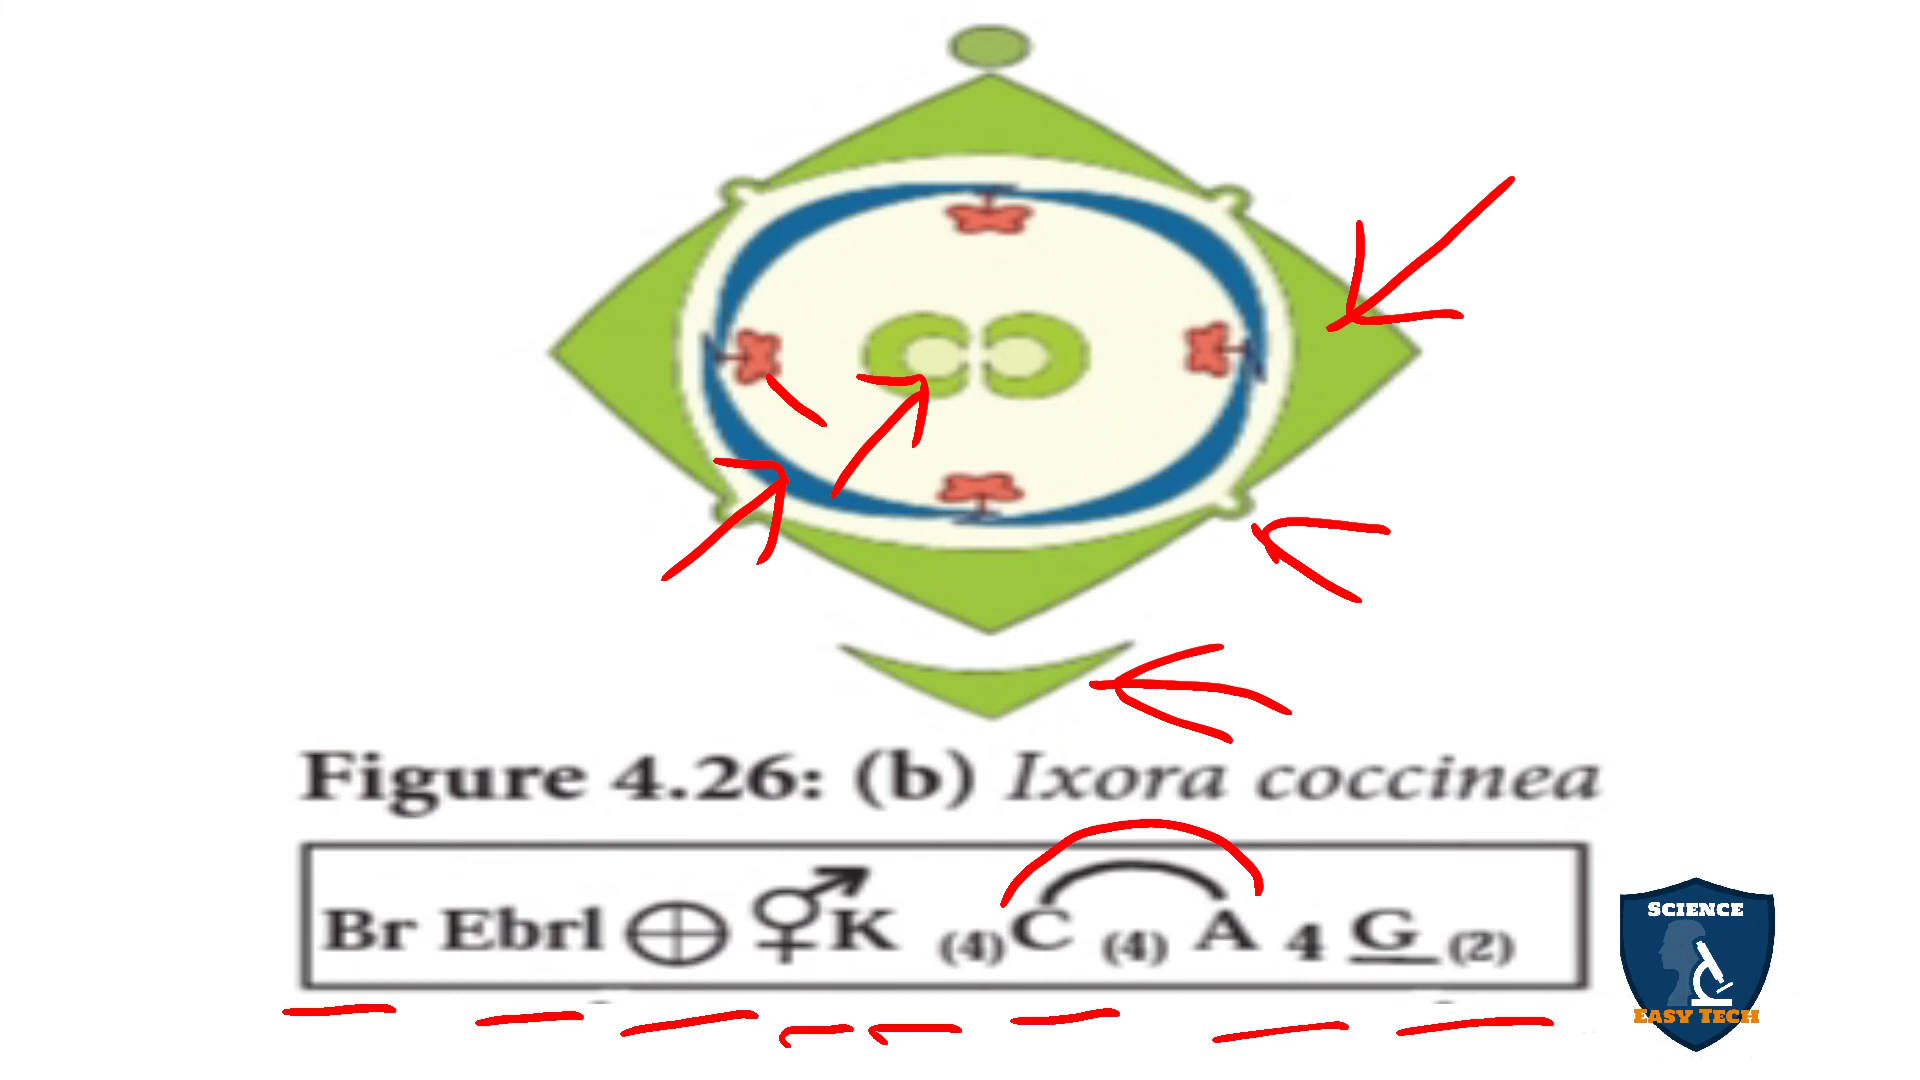 Figure 4.26: (b) Ixora coccinea
Br Ebrl ⊕ ⚥ K (4) C (4) A 4 G (2)
SCIENCE
EASY TECH